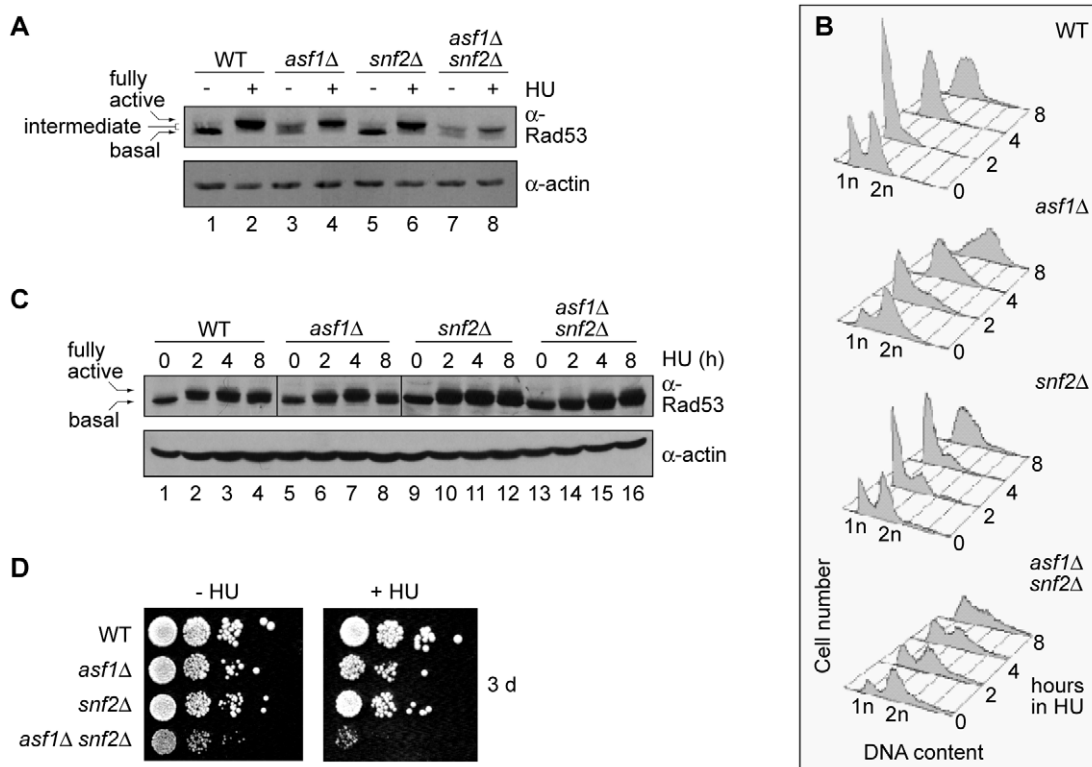 A
WT asf1Δ snf2Δ asf1Δ snf2Δ
- + - + - + - + HU
fully active
intermediate
basal
α-Rad53
α-actin
1 2 3 4 5 6 7 8
B
WT
1n 2n 0 2 4 8
asf1Δ
1n 2n 0 2 4 8
snf2Δ
1n 2n 0 2 4 8
asf1Δ snf2Δ
1n 2n 0 2 4 8
Cell number
hours in HU
DNA content
C
WT asf1Δ snf2Δ asf1Δ snf2Δ
0 2 4 8 0 2 4 8 0 2 4 8 0 2 4 8 HU (h)
fully active
basal
α-Rad53
α-actin
1 2 3 4 5 6 7 8 9 10 11 12 13 14 15 16
D
- HU + HU
WT
asf1Δ
snf2Δ
asf1Δ snf2Δ
3 d